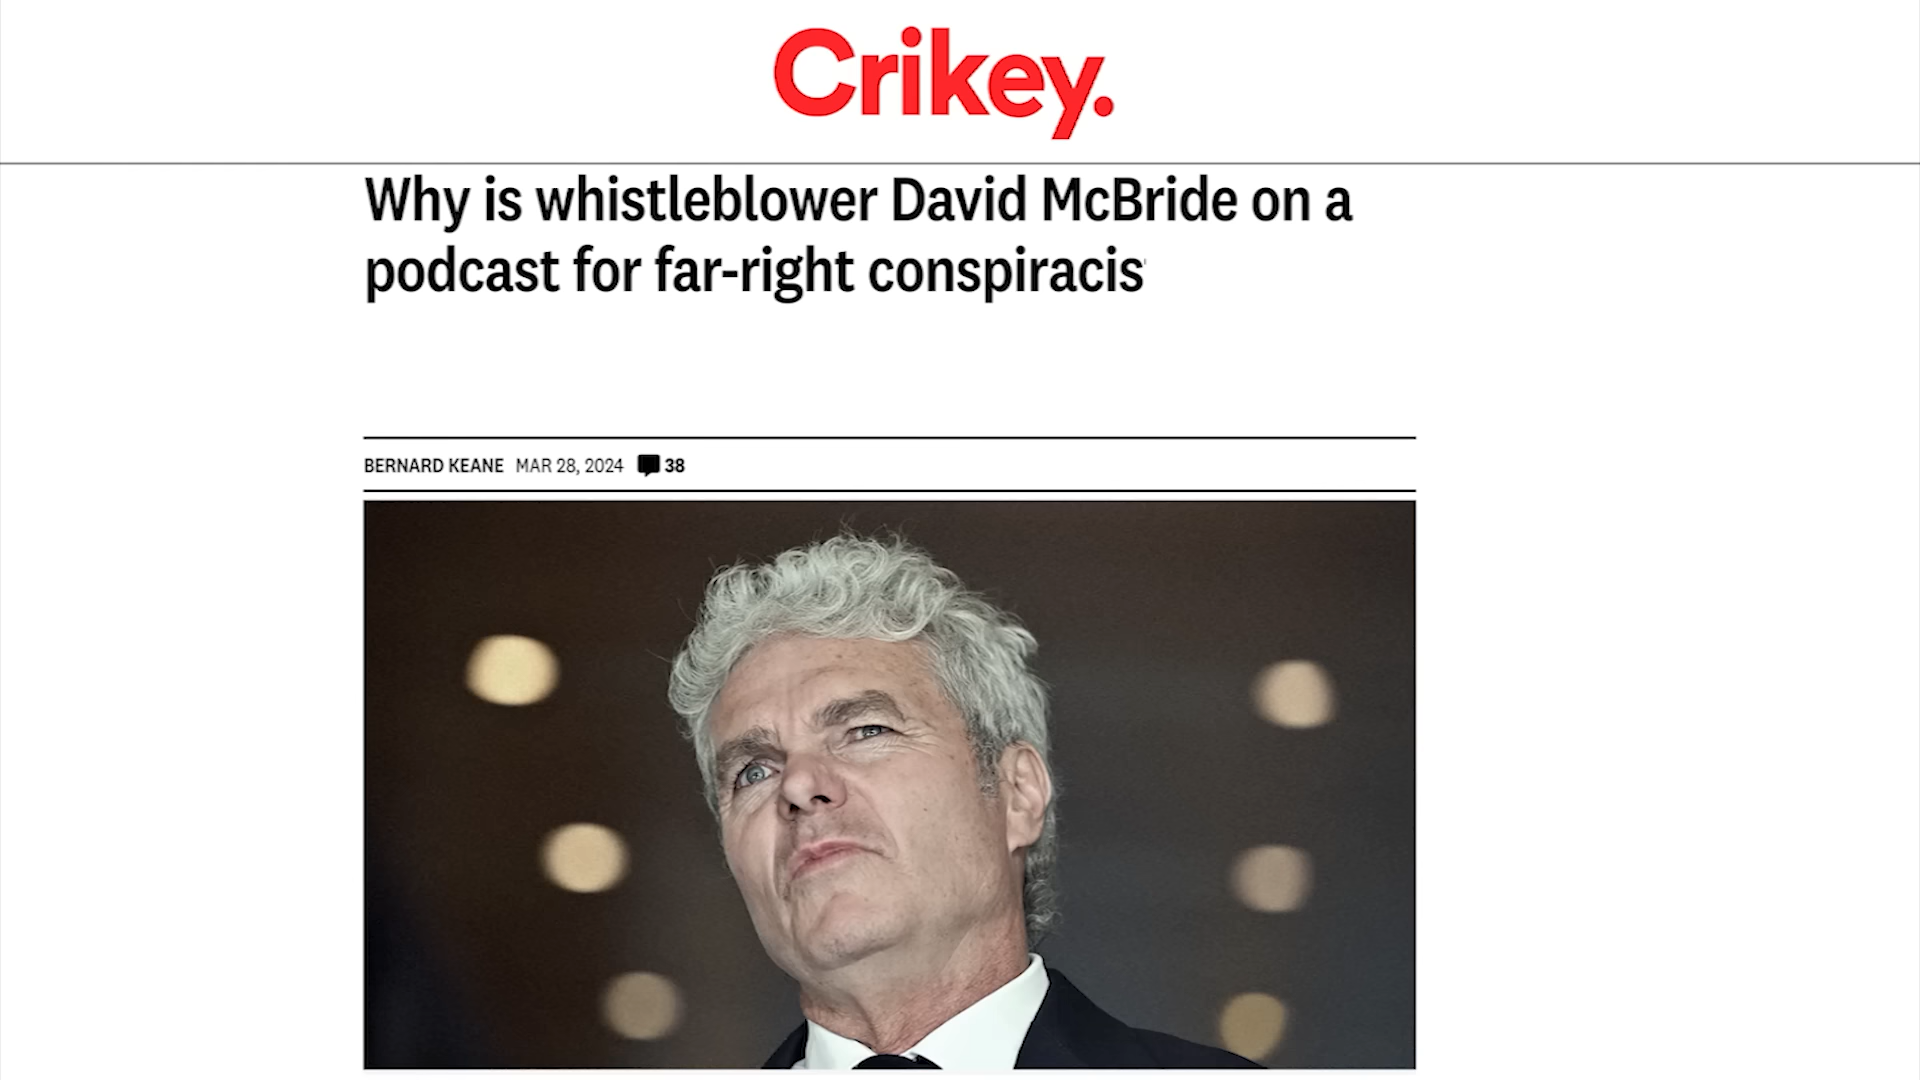 Crikey.
Why is whistleblower David McBride on a
podcast for far-right conspiracis
BERNARD KEANE MAR 28, 2024 38